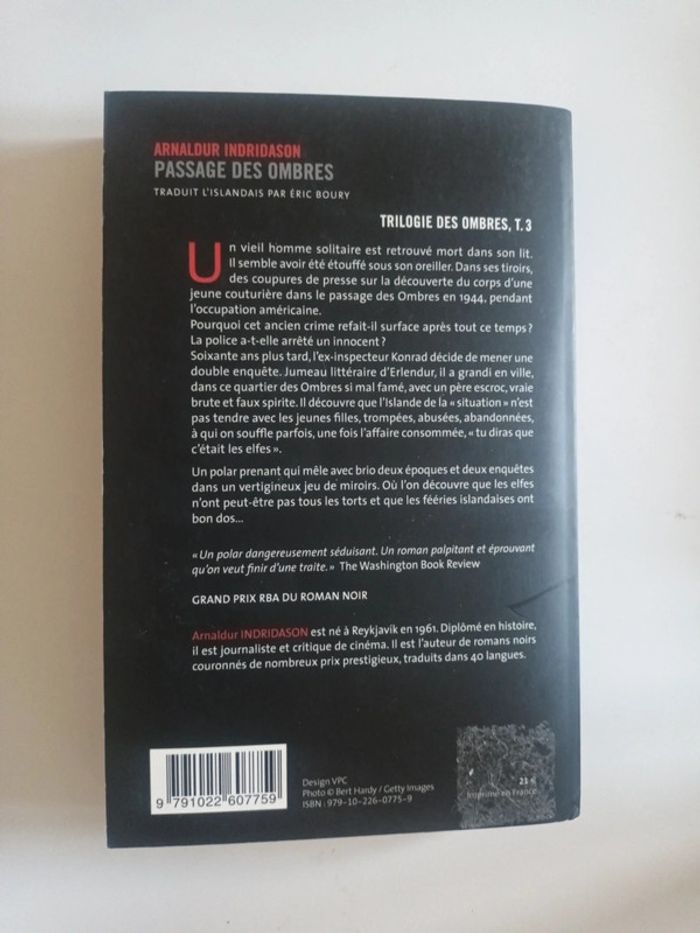 ARNALDUR INDRIDASON
PASSAGE DES OMBRES
TRADUIT L'ISLANDAIS PAR ÉRIC BOURY
TRILOGIE DES OMBRES, T. 3
Un vieil homme solitaire est retrouvé mort dans son lit.
Il semble avoir été étouffé sous son oreiller. Dans ses tiroirs,
des coupures de presse sur la découverte du corps d'une
jeune couturière dans le passage des Ombres en 1944, pendant
l'occupation américaine.
Pourquoi cet ancien crime refait-il surface après tout ce temps ?
La police a-t-elle arrêté un innocent ?
Soixante ans plus tard, l'ex-inspecteur Konrad décide de mener une
double enquête. Jumeau littéraire d'Erlendur, il a grandi en ville,
dans ce quartier des Ombres si mal famé, avec un père escroc, vraie
brute et faux spirite. Il découvre que l'Islande de la « situation » n'est
pas tendre avec les jeunes filles, trompées, abusées, abandonnées,
à qui on souffle parfois, une fois l'affaire consommée, « tu diras que
c'était les elfes ».
Un polar prenant qui mêle avec brio deux époques et deux enquêtes
dans un vertigineux jeu de miroirs. Où l'on découvre que les elfes
n'ont peut-être pas tous les torts et que les fééries islandaises ont
bon dos...
« Un polar dangereusement séduisant. Un roman palpitant et éprouvant
qu'on veut finir d'une traite. » The Washington Book Review
GRAND PRIX RBA DU ROMAN NOIR
Arnaldur INDRIDASON est né à Reykjavík en 1961. Diplômé en histoire,
il est journaliste et critique de cinéma. Il est l'auteur de romans noirs
couronnés de nombreux prix prestigieux, traduits dans 40 langues.
9 791022 607759
Design VPC
Photo © Bert Hardy / Getty Images
ISBN : 979-10-226-0775-9
21 €
Imprimé en France